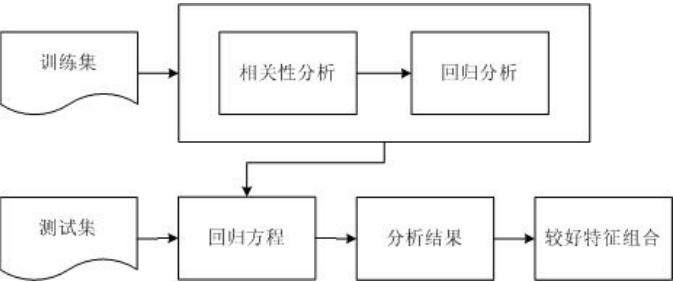 训练集
相关性分析
回归分析
测试集
回归方程
分析结果
较好特征组合